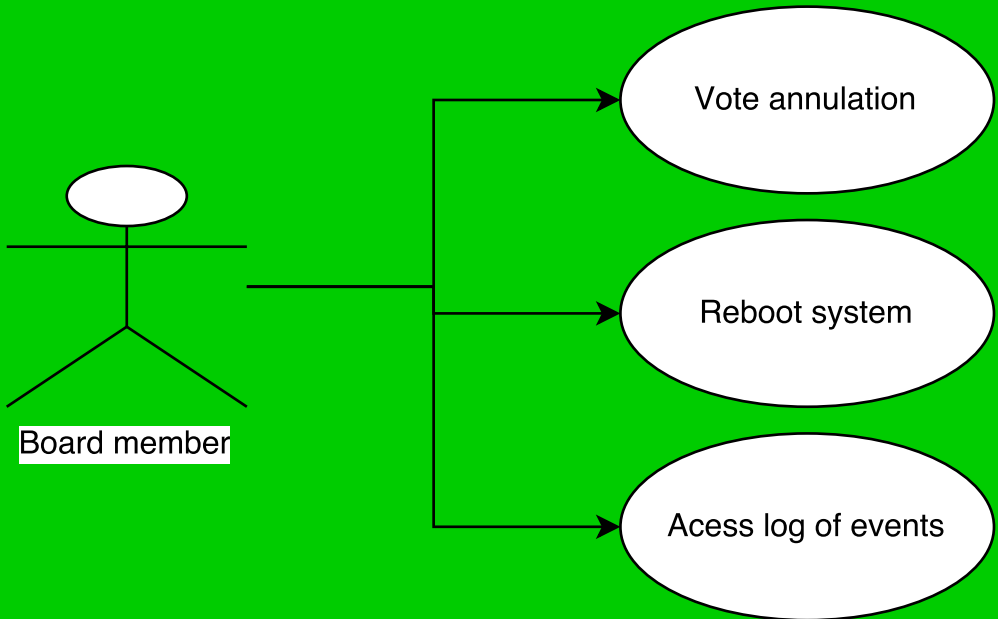 Vote annulation
Reboot system
Board member
Acess log of events